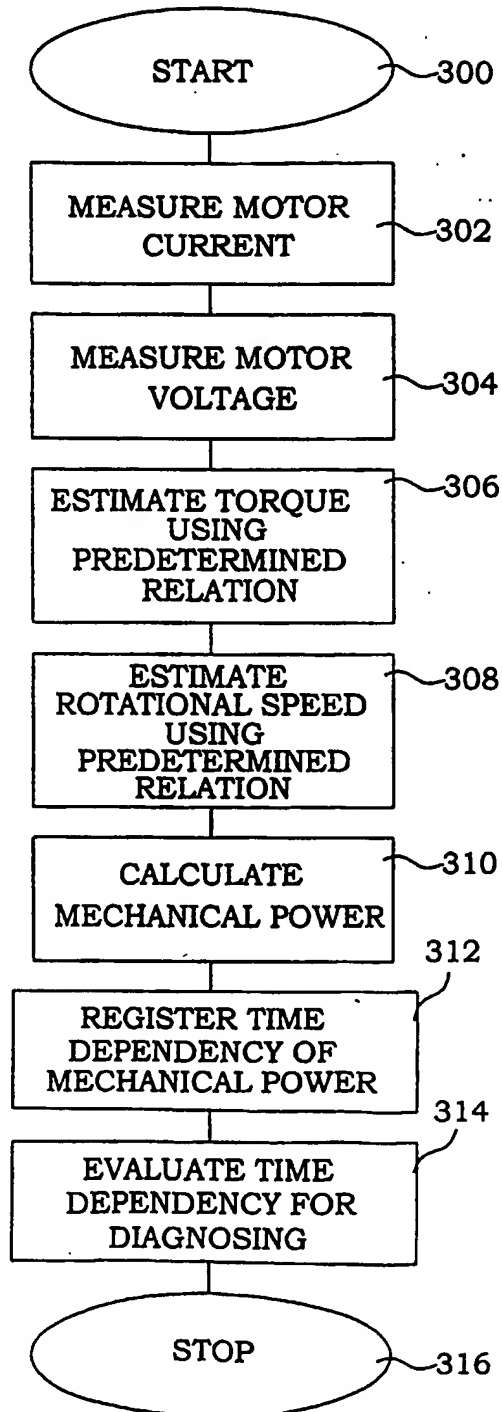 START
300
MEASURE MOTOR
CURRENT
302
MEASURE MOTOR
VOLTAGE
304
ESTIMATE TORQUE
USING
PREDETERMINED
RELATION
306
ESTIMATE
ROTATIONAL SPEED
USING
PREDETERMINED
RELATION
308
CALCULATE
MECHANICAL POWER
310
REGISTER TIME
DEPENDENCY OF
MECHANICAL POWER
312
EVALUATE TIME
DEPENDENCY FOR
DIAGNOSING
314
STOP
316